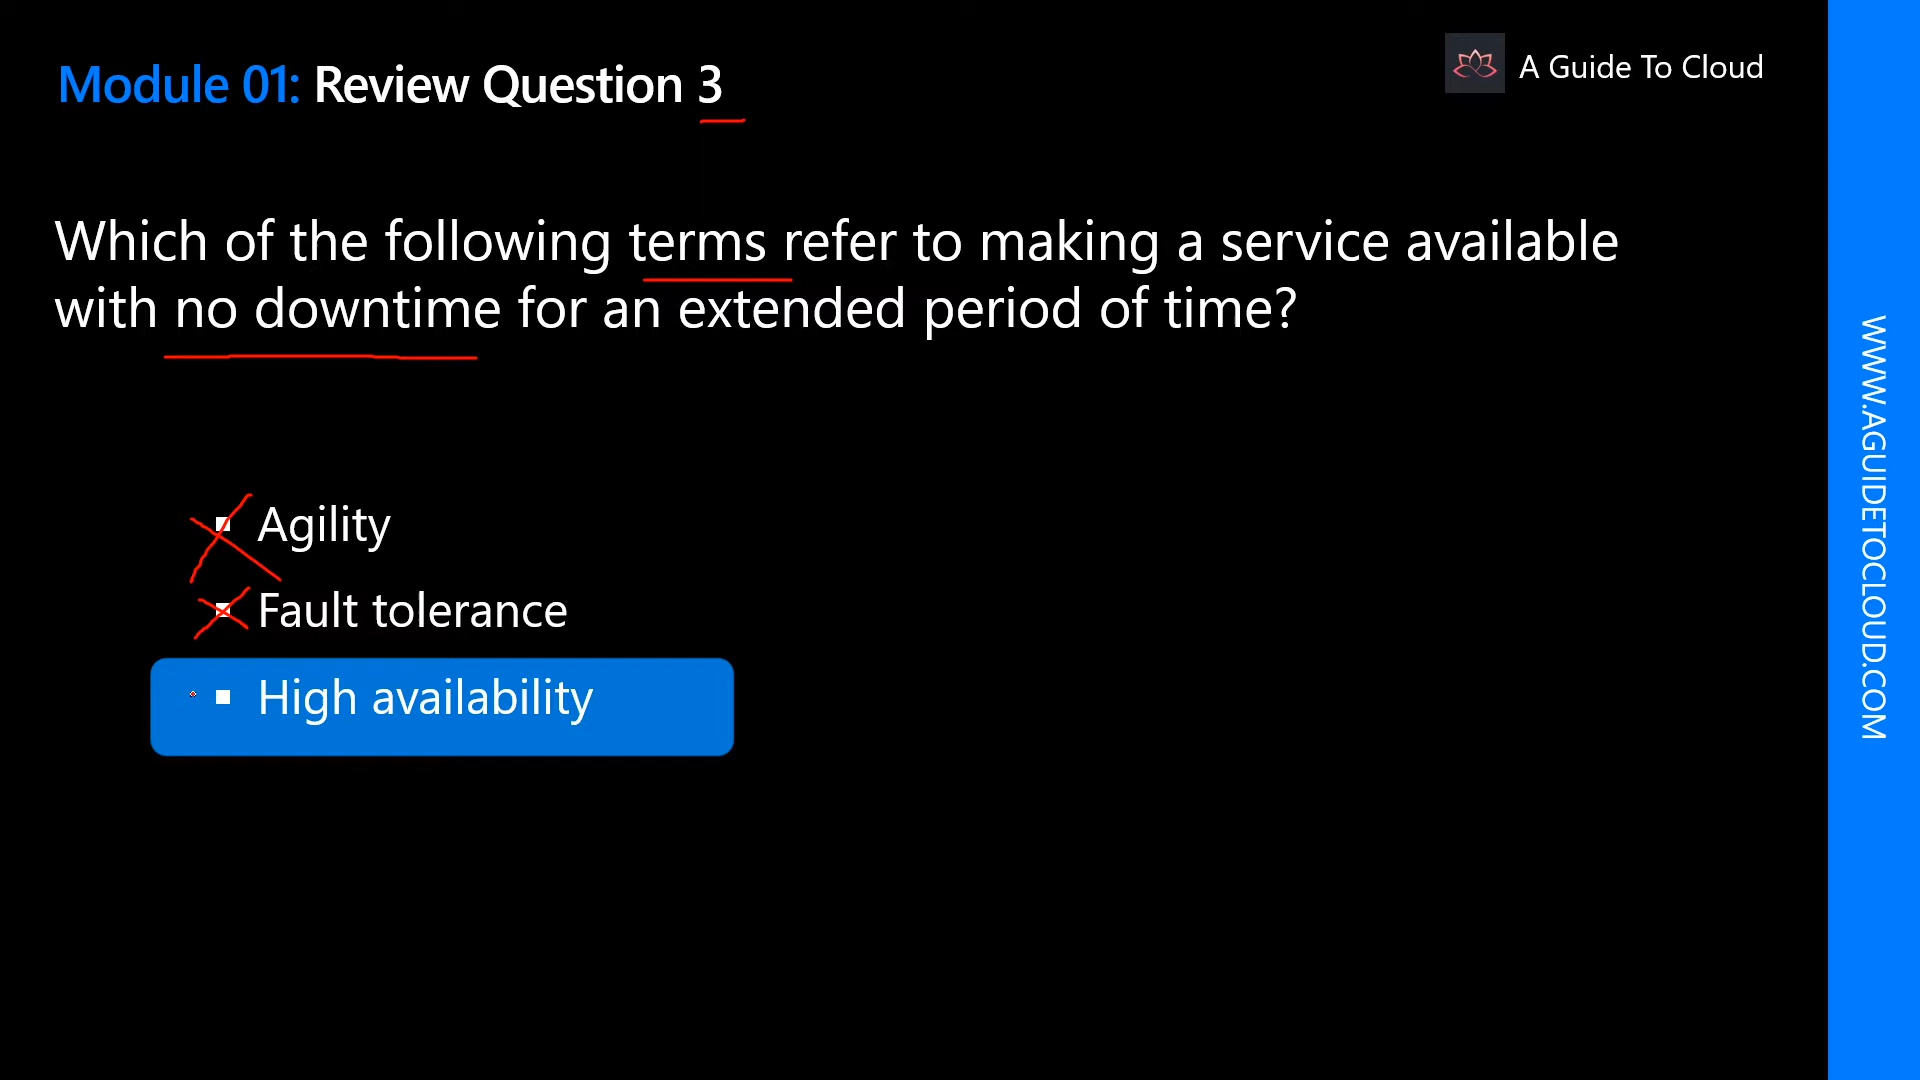 Module 01: Review Question 3
A Guide To Cloud
Which of the following terms refer to making a service available
with no downtime for an extended period of time?
Agility
Fault tolerance
High availability
WWW.AGUIDETOCLOUD.COM